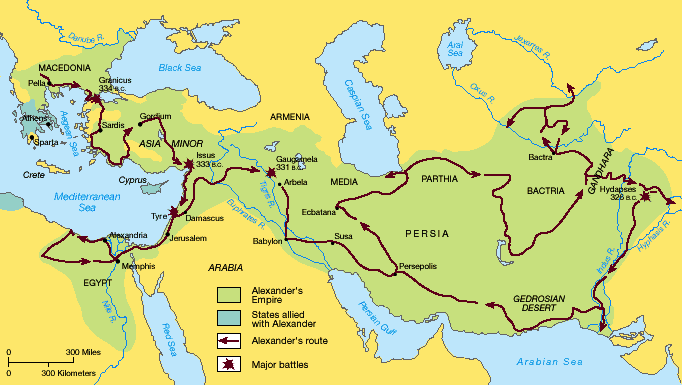 Danube R.
MACEDONIA
Pella
Granicus
334 B.C.
Black Sea
Aral
Sea
Jaxartes R.
Oxus R.
Caspian Sea
Athens
Sparta
Aegean Sea
Sardis
Gordium
ASIA MINOR
ARMENIA
Crete
Cyprus
Issus
333 B.C.
Gaugamela
331 B.C.
Arbela
Tigris R.
MEDIA
PARTHIA
Bactra
BACTRIA
GANDHARA
Hydaspes
326 B.C.
Mediterranean
Sea
Tyre
Damascus
Euphrates R.
Ecbatana
Alexandria
Jerusalem
Babylon
Susa
PERSIA
Indus R.
Hyphasis R.
Memphis
EGYPT
Nile R.
Red Sea
ARABIA
Persepolis
Persian Gulf
GEDROSIAN
DESERT
Arabian Sea
Alexander's
Empire
States allied
with Alexander
Alexander's route
Major battles
0 300 Miles
0 300 Kilometers